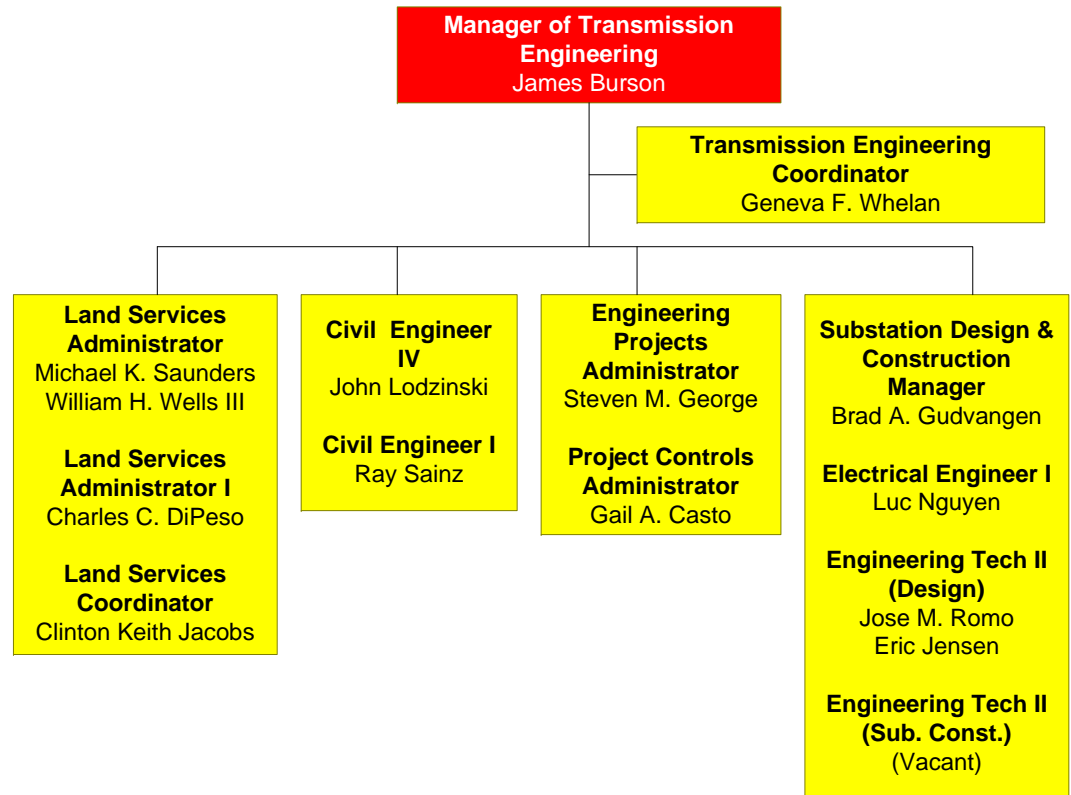 Manager of Transmission
Engineering
James Burson
Transmission Engineering
Coordinator
Geneva F. Whelan
Land Services
Administrator
Michael K. Saunders
William H. Wells III
Land Services
Administrator I
Charles C. DiPeso
Land Services
Coordinator
Clinton Keith Jacobs
Civil Engineer
IV
John Lodzinski
Civil Engineer I
Ray Sainz
Engineering
Projects
Administrator
Steven M. George
Project Controls
Administrator
Gail A. Casto
Substation Design &
Construction
Manager
Brad A. Gudvangen
Electrical Engineer I
Luc Nguyen
Engineering Tech II
(Design)
Jose M. Romo
Eric Jensen
Engineering Tech II
(Sub. Const.)
(Vacant)